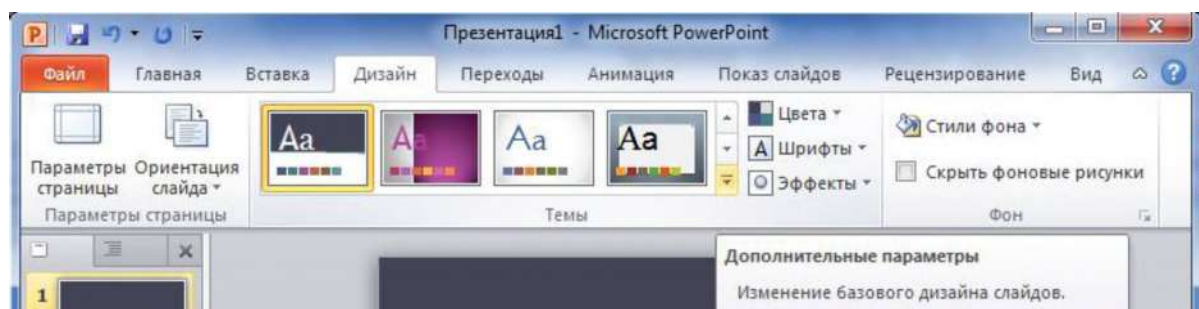 Презентация1 - Microsoft PowerPoint
Файл Главная Вставка Дизайн Переходы Анимация Показ слайдов Рецензирование Вид
Параметры страницы
Ориентация слайда
Aa Aa Aa Aa
Цвета
Шрифты
Эффекты
Стили фона
Скрыть фоновые рисунки
Параметры страницы Темы Фон
1
Дополнительные параметры
Изменение базового дизайна слайдов.